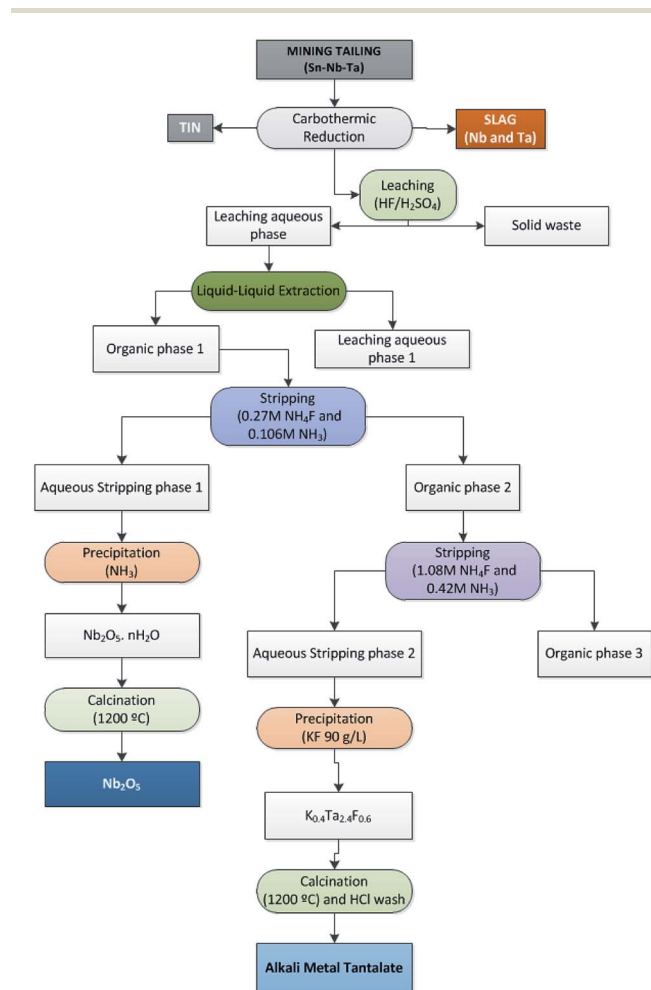 MINING TAILING
(Sn-Nb-Ta)
TIN
Carbothermic
Reduction
SLAG
(Nb and Ta)
Leaching
(HF/H₂SO₄)
Leaching aqueous
phase
Solid waste
Liquid-Liquid Extraction
Organic phase 1
Leaching aqueous
phase 1
Stripping
(0.27M NH₄F and
0.106M NH₃)
Aqueous Stripping phase 1
Organic phase 2
Precipitation
(NH₃)
Stripping
(1.08M NH₄F and
0.42M NH₃)
Nb₂O₅. nH₂O
Aqueous Stripping phase 2
Organic phase 3
Calcination
(1200 ºC)
Precipitation
(KF 90 g/L)
Nb₂O₅
K₀.₄Ta₂.₄F₀.₆
Calcination
(1200 ºC) and HCl wash
Alkali Metal Tantalate